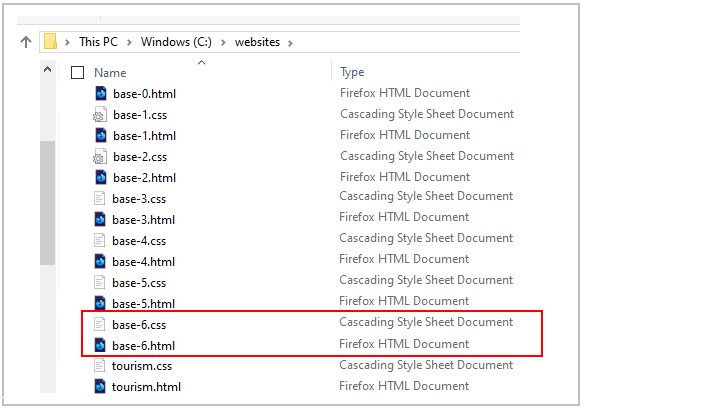 This PC > Windows (C:) > websites >
Name Type
base-0.html Firefox HTML Document
base-1.css Cascading Style Sheet Document
base-1.html Firefox HTML Document
base-2.css Cascading Style Sheet Document
base-2.html Firefox HTML Document
base-3.css Cascading Style Sheet Document
base-3.html Firefox HTML Document
base-4.css Cascading Style Sheet Document
base-4.html Firefox HTML Document
base-5.css Cascading Style Sheet Document
base-5.html Firefox HTML Document
base-6.css Cascading Style Sheet Document
base-6.html Firefox HTML Document
tourism.css Cascading Style Sheet Document
tourism.html Firefox HTML Document